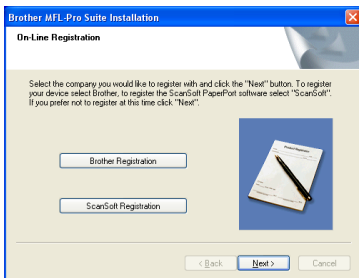 Brother MFL-Pro Suite Installation
On-Line Registration
Select the company you would like to register with and click the "Next" button. To register
your device select Brother, to register the ScanSoft PaperPort software select "ScanSoft".
If you prefer not to register at this time click "Next".
Brother Registration
ScanSoft Registration
< Back
Next >
Cancel